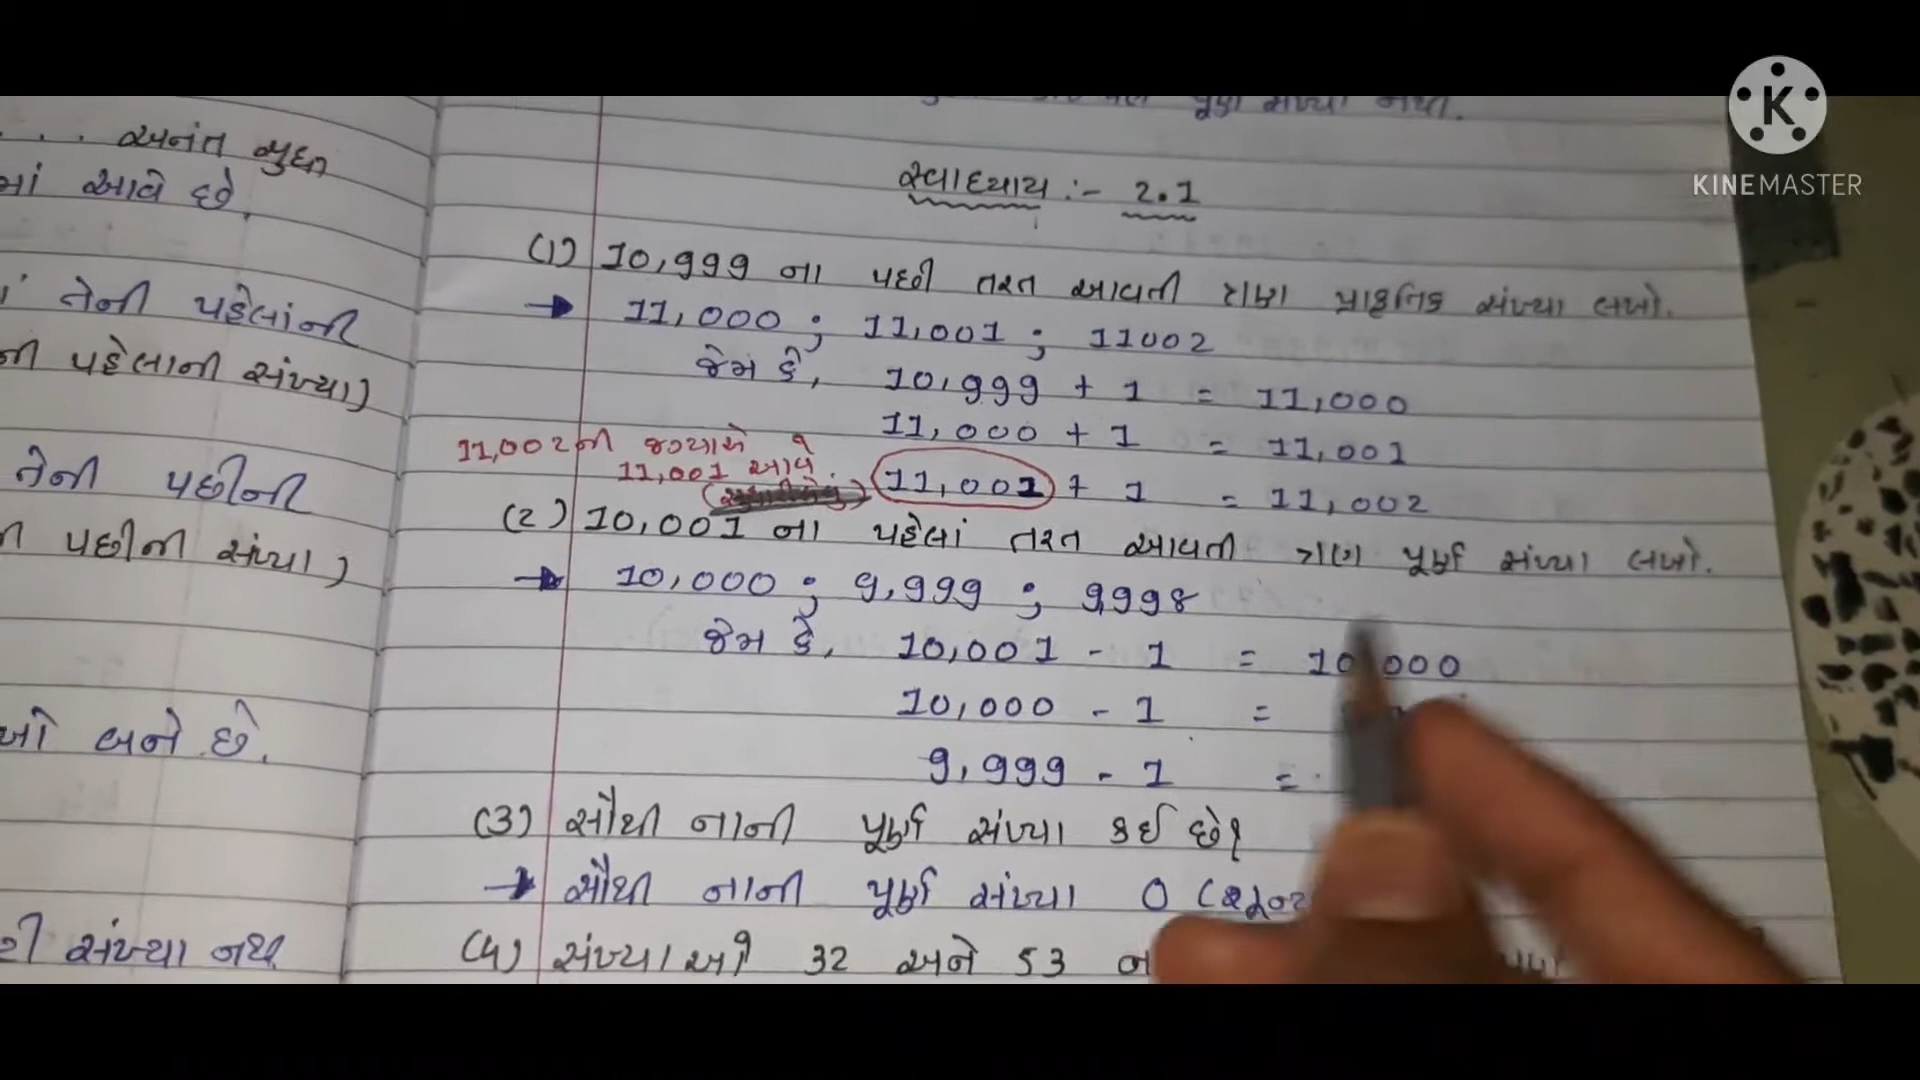 . . . અનંત સુધી
માં આવે છે.
તેની પહેલાંની
ની પહેલાની સંખ્યા)
તેની પછીની
ની પછીની સંખ્યા)
બને છે.
સંખ્યા નથી
સંખ્યા નથી.
સ્વાધ્યાય :- 2.1
(1) 10,999 ના પછી તરત આવતી ત્રણ પ્રાકૃતિક સંખ્યા લખો.
→ 11,000 ; 11,001 ; 11002
જેમ કે, 10,999 + 1 = 11,000
11,000 + 1 = 11,001
11,002ની જગ્યાએ
11,001 આવે.
11,001 + 1 = 11,002
(2) 10,001 ના પહેલાં તરત આવતી ત્રણ પૂર્ણ સંખ્યા લખો.
→ 10,000 ; 9,999 ; 9998
જેમ કે, 10,001 - 1 = 10,000
10,000 - 1 =
9,999 - 1 =
(3) સૌથી નાની પૂર્ણ સંખ્યા કઈ છે?
→ સૌથી નાની પૂર્ણ સંખ્યા 0
(4) સંખ્યાઓ 32 અને 53
KINEMASTER